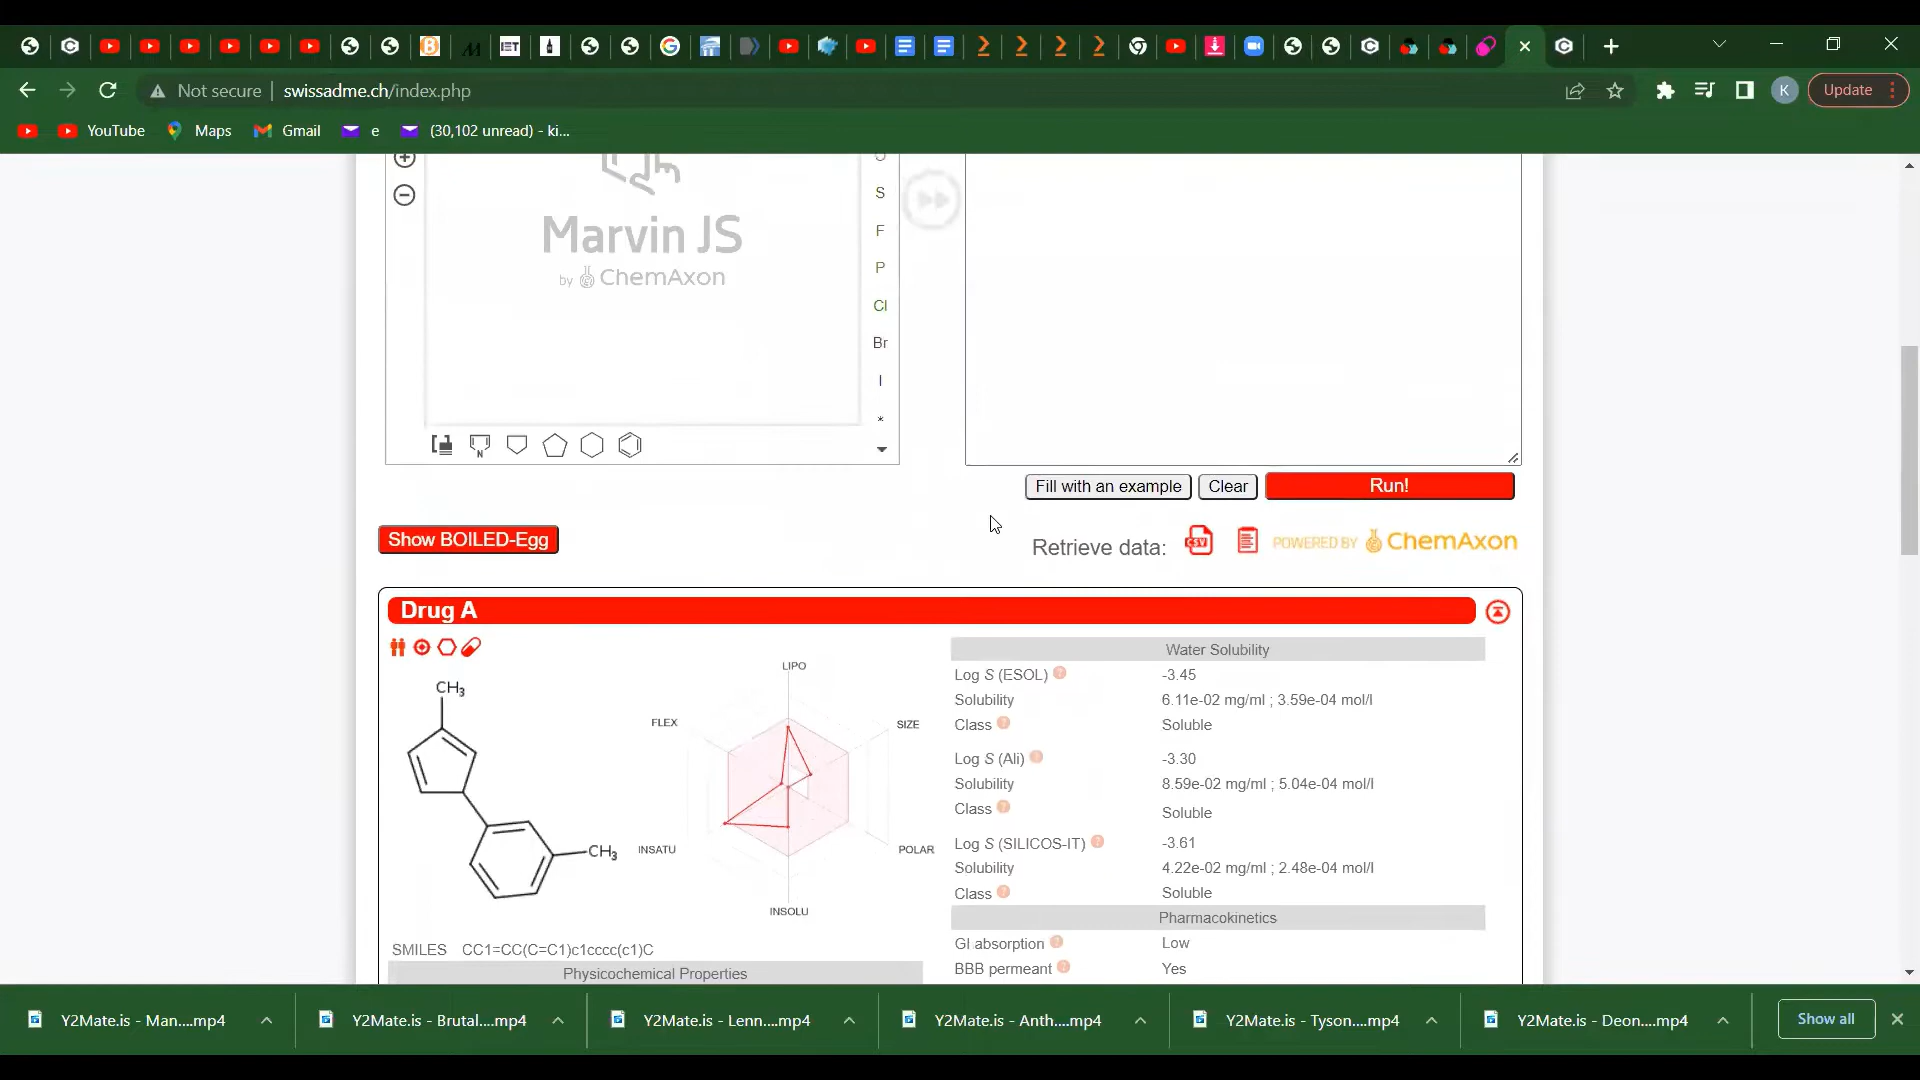 Not secure swissadme.ch/index.php K Update
YouTube Maps Gmail e (30,102 unread) - ki...
Marvin JS
by ChemAxon
S
F
P
Cl
Br
I
*
N
Fill with an example Clear Run!
Show BOILED-Egg
Retrieve data: CSV POWERED BY ChemAxon
Drug A
CH3
CH3
LIPO
FLEX
SIZE
INSATU
POLAR
INSOLU
SMILES CC1=CC(C=C1)c1cccc(c1)C
Physicochemical Properties
Water Solubility
Log S (ESOL) ? -3.45
Solubility 6.11e-02 mg/ml ; 3.59e-04 mol/l
Class ? Soluble
Log S (Ali) ? -3.30
Solubility 8.59e-02 mg/ml ; 5.04e-04 mol/l
Class ? Soluble
Log S (SILICOS-IT) ? -3.61
Solubility 4.22e-02 mg/ml ; 2.48e-04 mol/l
Class ? Soluble
Pharmacokinetics
GI absorption ? Low
BBB permeant ? Yes
Y2Mate.is - Man....mp4 Y2Mate.is - Brutal....mp4 Y2Mate.is - Lenn....mp4 Y2Mate.is - Anth....mp4 Y2Mate.is - Tyson....mp4 Y2Mate.is - Deon....mp4 Show all